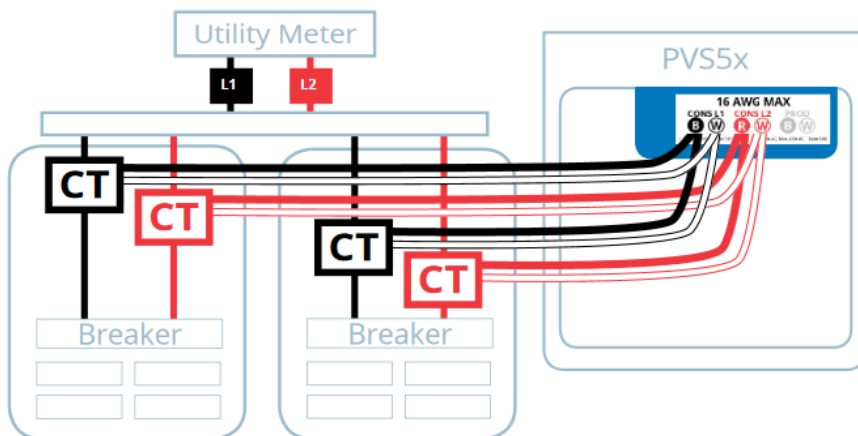 Utility Meter
PVS5x
L1
L2
16 AWG MAX
CONS L1
CONS L2
PROD
B
W
R
W
B
W
CT
CT
CT
CT
Breaker
Breaker